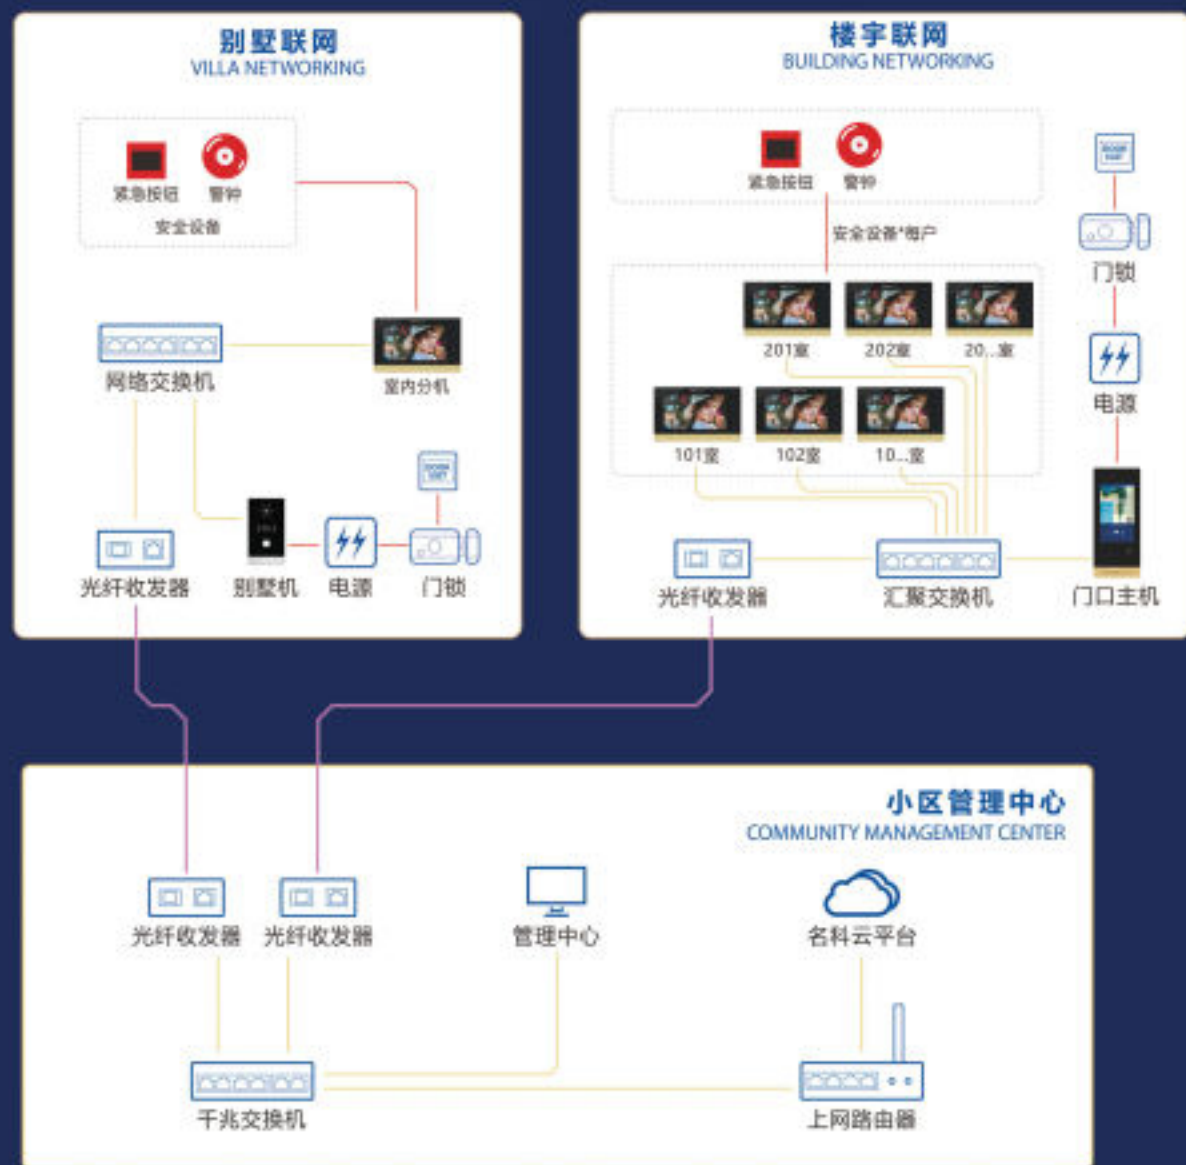 别墅联网
VILLA NETWORKING
紧急按钮
警钟
安全设备
网络交换机
室内分机
光纤收发器
别墅机
电源
门锁
楼宇联网
BUILDING NETWORKING
紧急按钮
警钟
安全设备*每户
门锁
201室
202室
20...室
电源
101室
102室
10...室
光纤收发器
汇聚交换机
门口主机
小区管理中心
COMMUNITY MANAGEMENT CENTER
光纤收发器
光纤收发器
管理中心
名科云平台
千兆交换机
上网路由器